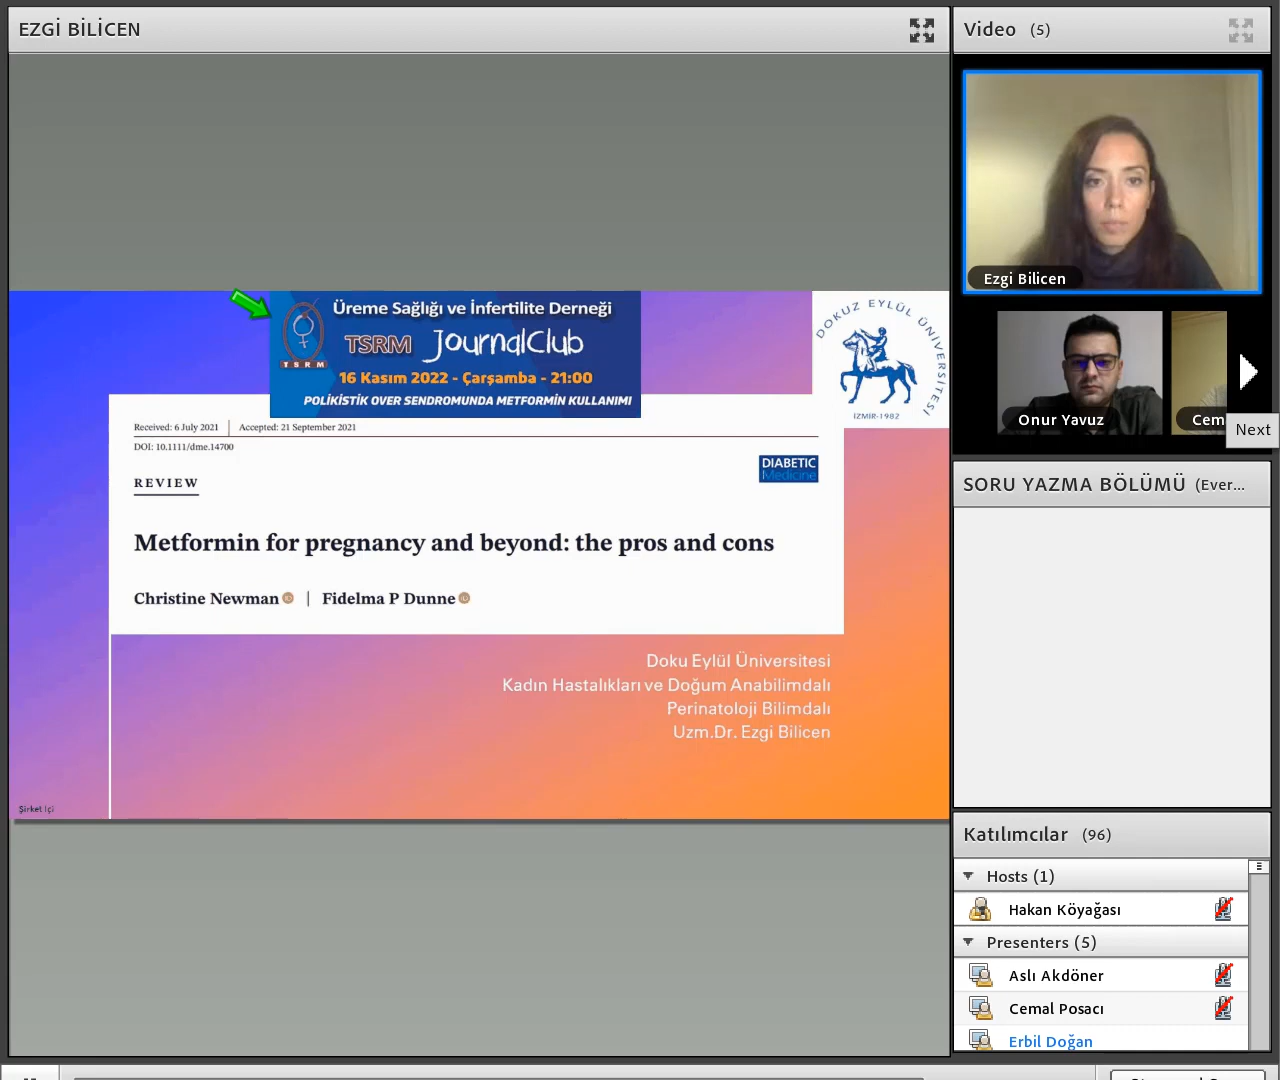 EZGİ BİLİCEN
Üreme Sağlığı ve İnfertilite Derneği
TSRM JournalClub
TSRM
16 Kasım 2022 - Çarşamba - 21:00
POLİKİSTİK OVER SENDROMUNDA METFORMİN KULLANIMI
DOKUZ EYLÜL ÜNİVERSİTESİ
İZMİR-1982
Received: 6 July 2021 | Accepted: 21 September 2021
DOI: 10.1111/dme.14700
DIABETIC
Medicine
REVIEW
Metformin for pregnancy and beyond: the pros and cons
Christine Newman | Fidelma P Dunne
Doku Eylül Üniversitesi
Kadın Hastalıkları ve Doğum Anabilimdalı
Perinatoloji Bilimdalı
Uzm.Dr. Ezgi Bilicen
Şirket İçi
Video (5)
Ezgi Bilicen
Onur Yavuz
Cem
Next
SORU YAZMA BÖLÜMÜ (Ever...
Katılımcılar (96)
Hosts (1)
Hakan Köyağası
Presenters (5)
Aslı Akdöner
Cemal Posacı
Erbil Doğan